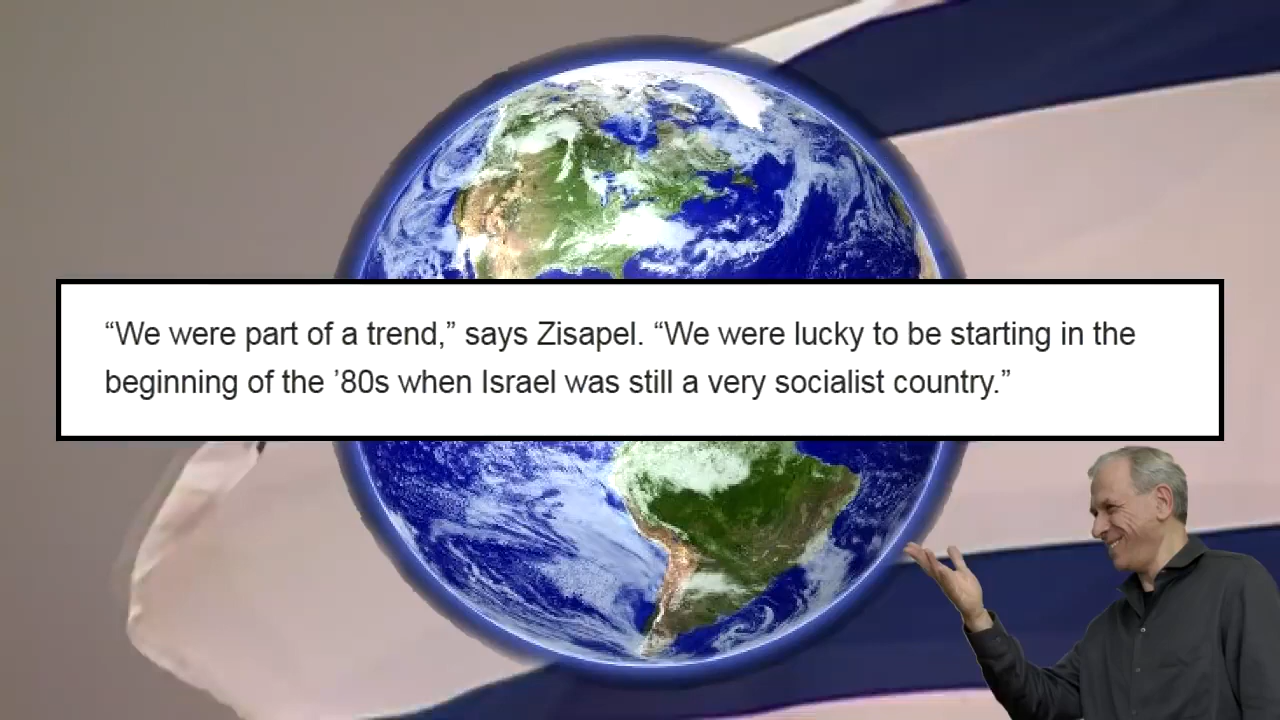 “We were part of a trend,” says Zisapel. “We were lucky to be starting in the
beginning of the ’80s when Israel was still a very socialist country.”